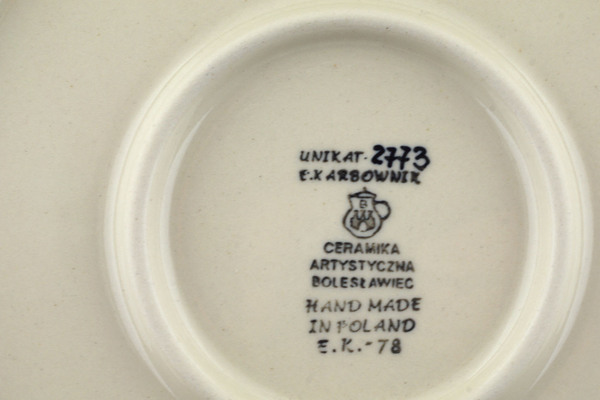 UNIKAT-2773
E.KARBOWNIK
B
CERAMIKA
ARTYSTYCZNA
BOLESŁAWIEC
HAND MADE
IN POLAND
E.K.-78